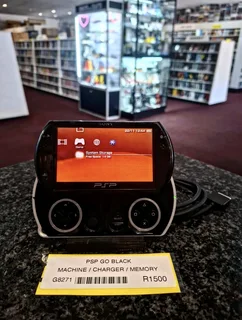 System Storage
PSP
PSP GO BLACK
MACHINE / CHARGER / MEMORY
G8271 R1500